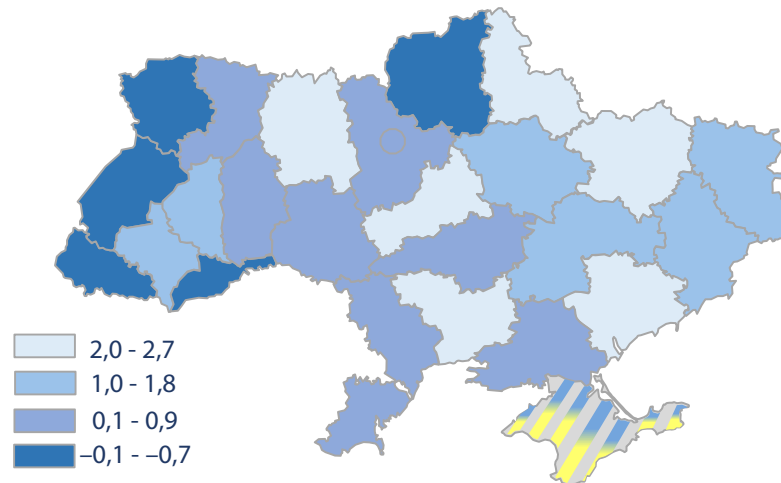 2,0 - 2,7
1,0 - 1,8
0,1 - 0,9
–0,1 - –0,7